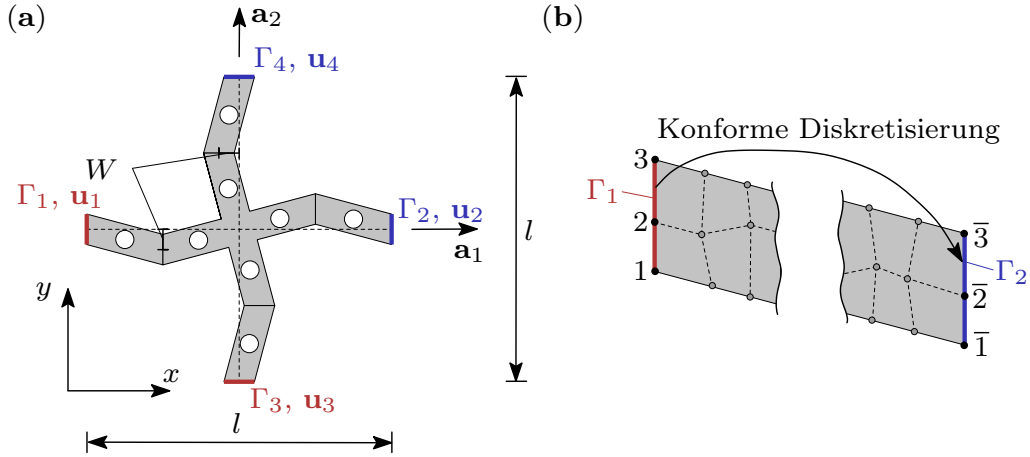 (a)
a₂
Γ₄, u₄
W
Γ₁, u₁
Γ₂, u₂
a₁
y
x
Γ₃, u₃
l
l
(b)
Konforme Diskretisierung
3
Γ₁
2
1
3̅
Γ₂
2̅
1̅